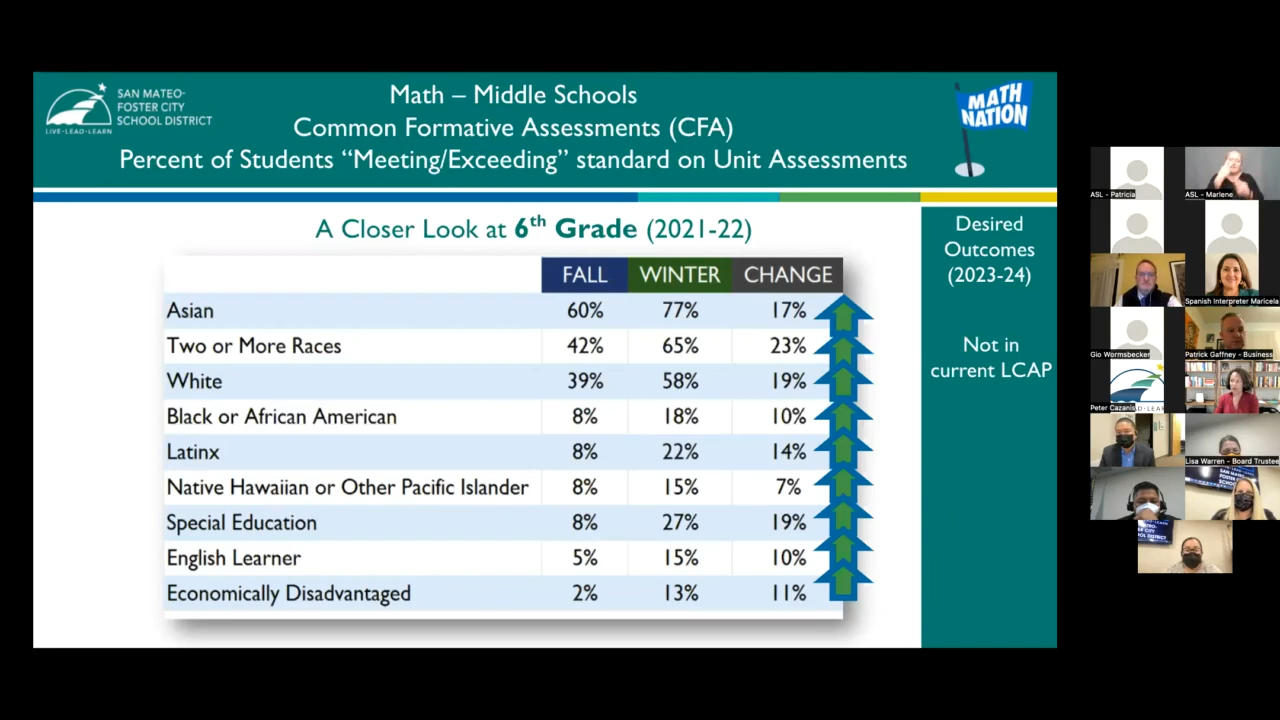 SAN MATEO-
FOSTER CITY
SCHOOL DISTRICT
LIVE-LEAD-LEARN
Math – Middle Schools
Common Formative Assessments (CFA)
Percent of Students “Meeting/Exceeding” standard on Unit Assessments
MATH
NATION
A Closer Look at 6th Grade (2021-22)
FALL WINTER CHANGE
Asian 60% 77% 17%
Two or More Races 42% 65% 23%
White 39% 58% 19%
Black or African American 8% 18% 10%
Latinx 8% 22% 14%
Native Hawaiian or Other Pacific Islander 8% 15% 7%
Special Education 8% 27% 19%
English Learner 5% 15% 10%
Economically Disadvantaged 2% 13% 11%
Desired
Outcomes
(2023-24)
Not in
current LCAP
ASL - Patricia
ASL - Marlene
Spanish Interpreter Maricela
Gio Wormsbecker
Patrick Gaffney - Business
Peter Cazanis
Lisa Warren - Board Trustee